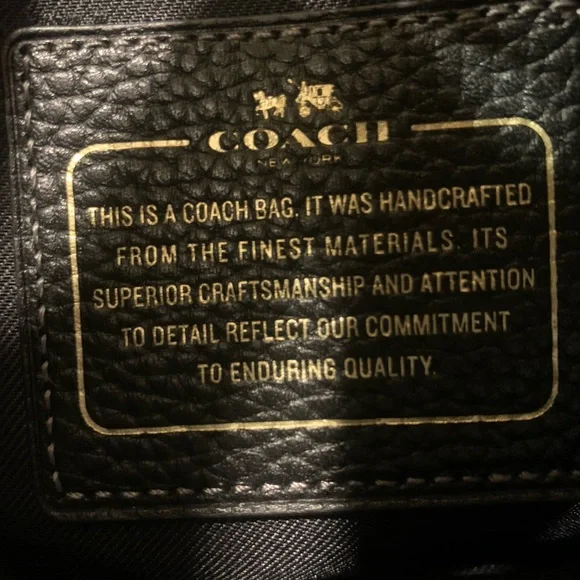 COACH
NEW YORK
THIS IS A COACH BAG. IT WAS HANDCRAFTED
FROM THE FINEST MATERIALS. ITS
SUPERIOR CRAFTSMANSHIP AND ATTENTION
TO DETAIL REFLECT OUR COMMITMENT
TO ENDURING QUALITY.